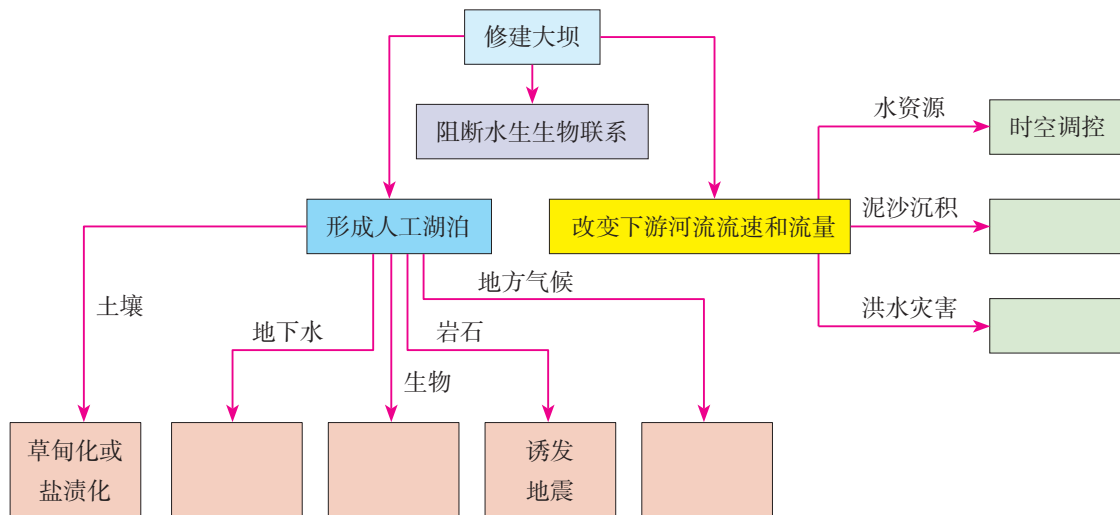 修建大坝
阻断水生生物联系
水资源
时空调控
形成人工湖泊
改变下游河流流速和流量
泥沙沉积
土壤
地方气候
洪水灾害
地下水
岩石
生物
草甸化或
盐渍化
诱发
地震